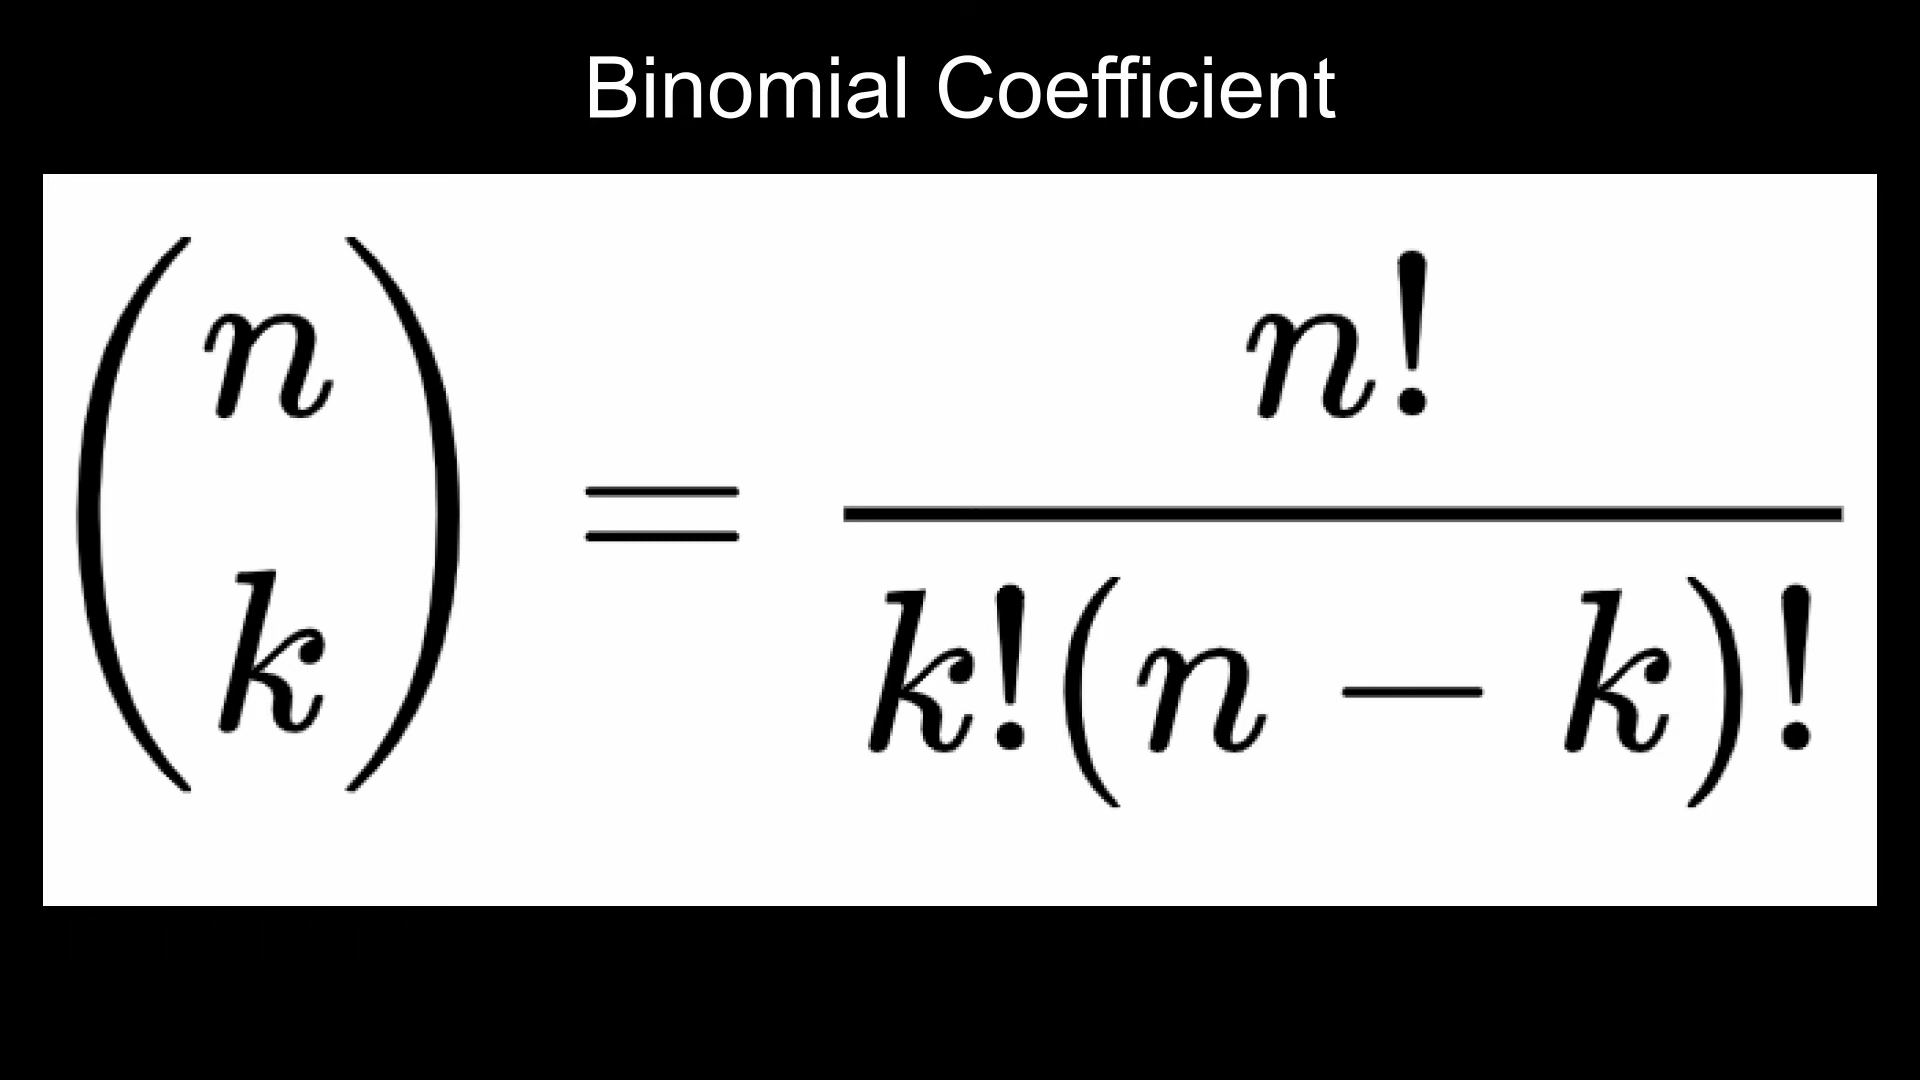 Binomial Coefficient
(n k) = n! / k!(n − k)!